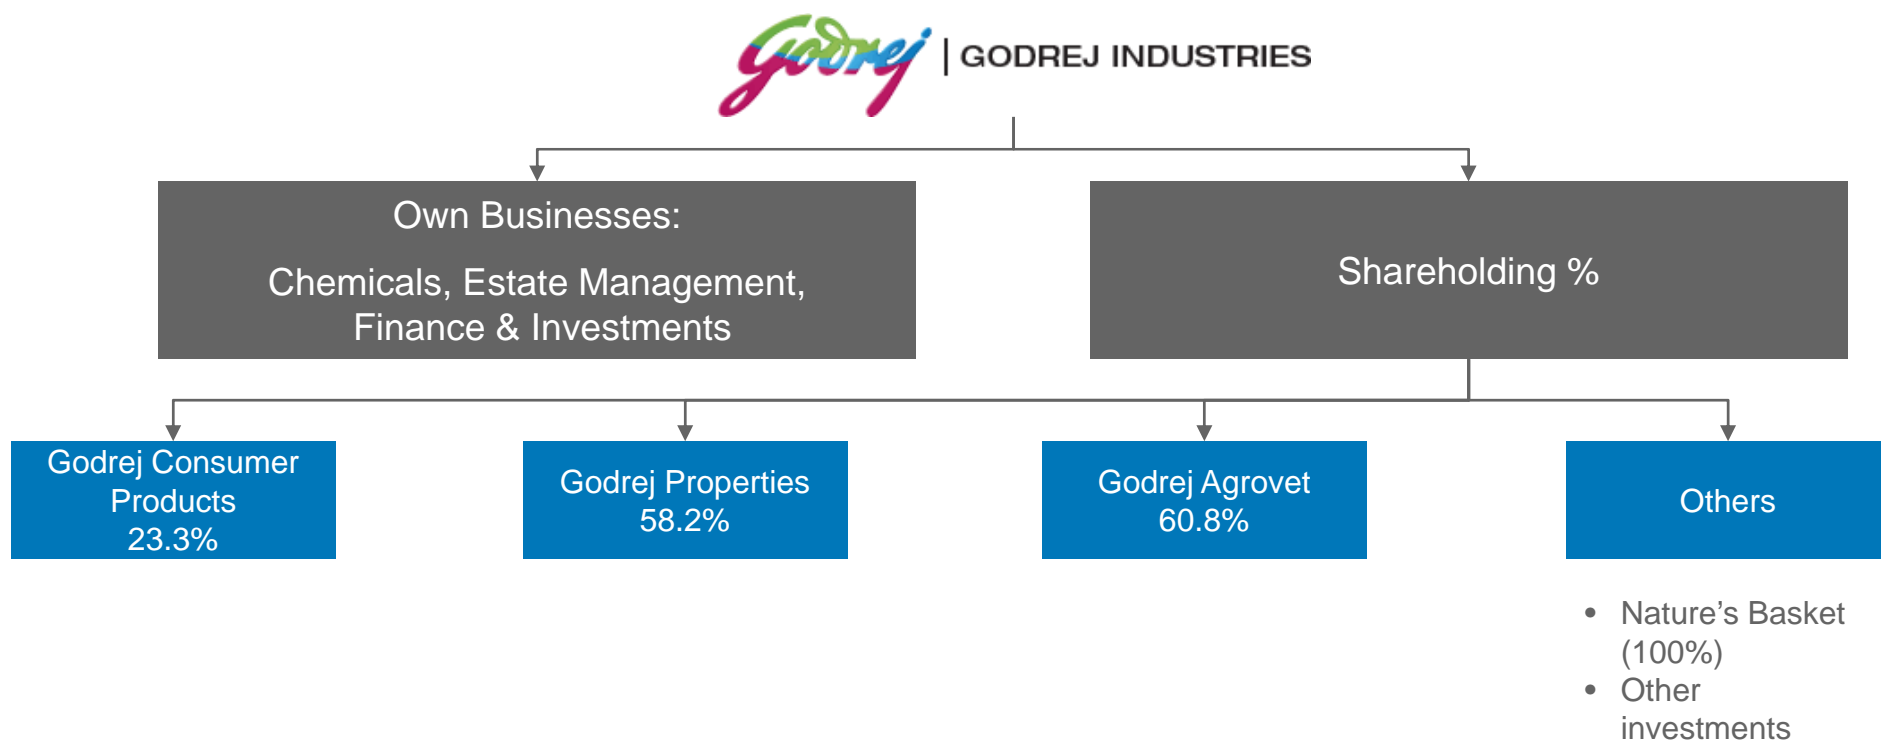 Godrej | GODREJ INDUSTRIES
Own Businesses:
Chemicals, Estate Management,
Finance & Investments
Shareholding %
Godrej Consumer
Products
23.3%
Godrej Properties
58.2%
Godrej Agrovet
60.8%
Others
• Nature’s Basket
(100%)
• Other
investments